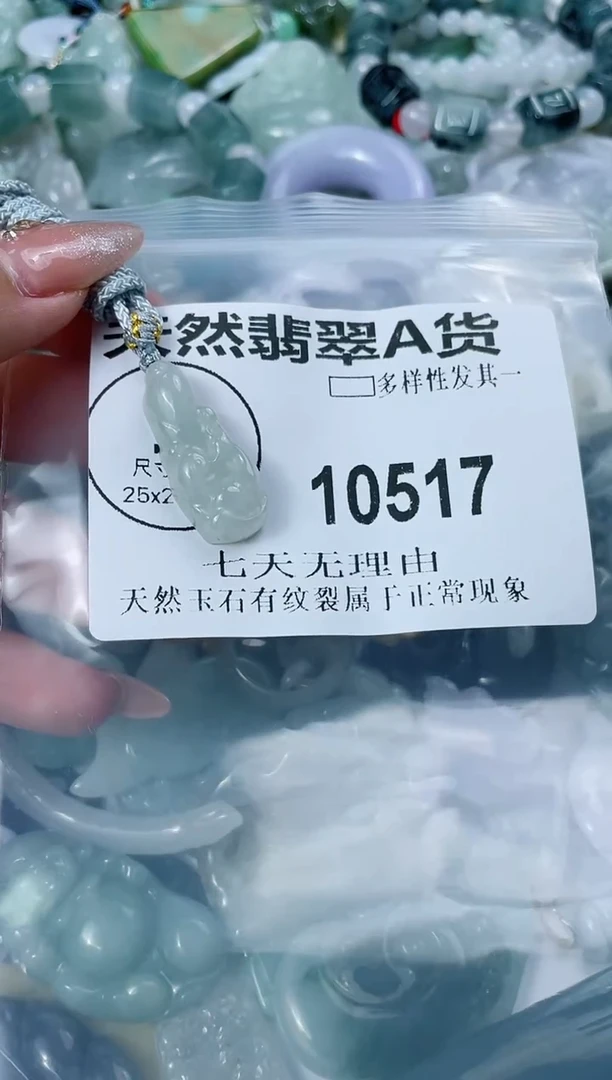 天然翡翠A货
多样性发其一
尺寸
25x2
10517
七天无理由
天然玉石有纹裂属于正常现象